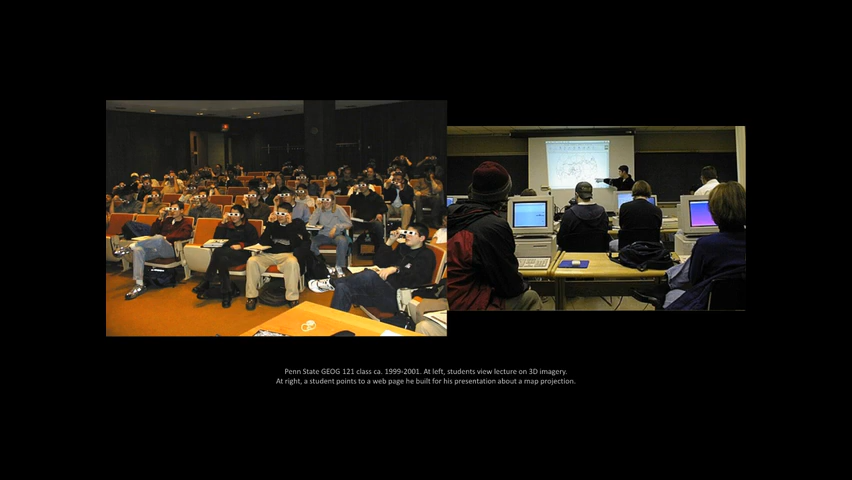 Penn State GEOG 121 class ca. 1999-2001. At left, students view lecture on 3D imagery.
At right, a student points to a web page he built for his presentation about a map projection.